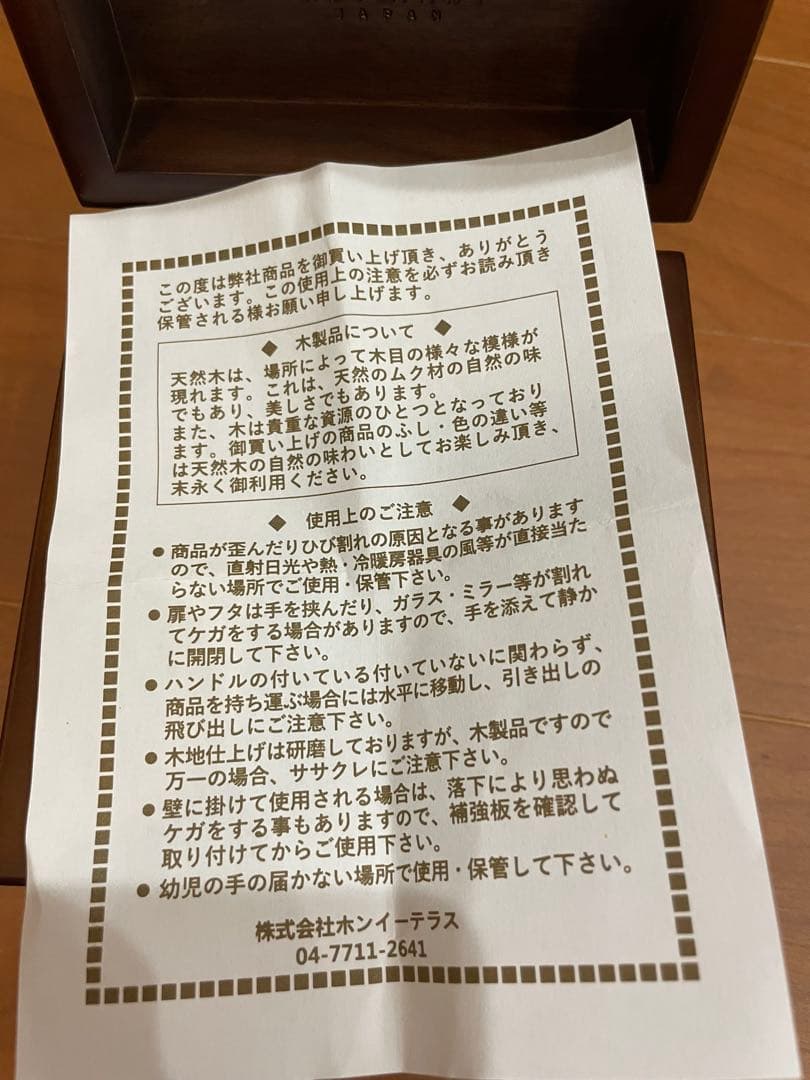 JAPAN
この度は弊社商品を御買い上げ頂き、ありがとう
ございます。この使用上の注意を必ずお読み頂き
保管される様お願い申し上げます。
◆ 木製品について ◆
天然木は、場所によって木目の様々な模様が
現れます。これは、天然のムク材の自然の味
でもあり、美しさでもあります。
また、木は貴重な資源のひとつとなっており
ます。御買い上げの商品のふし・色の違い等
は天然木の自然の味わいとしてお楽しみ頂き、
末永く御利用ください。
◆ 使用上のご注意 ◆
● 商品が歪んだりひび割れの原因となる事があります
ので、直射日光や熱・冷暖房器具の風等が直接当た
らない場所でご使用・保管下さい。
● 扉やフタは手を挟んだり、ガラス・ミラー等が割れ
てケガをする場合がありますので、手を添えて静か
に開閉して下さい。
● ハンドルの付いている付いていないに関わらず、
商品を持ち運ぶ場合には水平に移動し、引き出しの
飛び出しにご注意下さい。
● 木地仕上げは研磨しておりますが、木製品ですので
万一の場合、ササクレにご注意下さい。
● 壁に掛けて使用される場合は、落下により思わぬ
ケガをする事もありますので、補強板を確認して
取り付けてからご使用下さい。
● 幼児の手の届かない場所で使用・保管して下さい。
株式会社ホンイーテラス
04-7711-2641